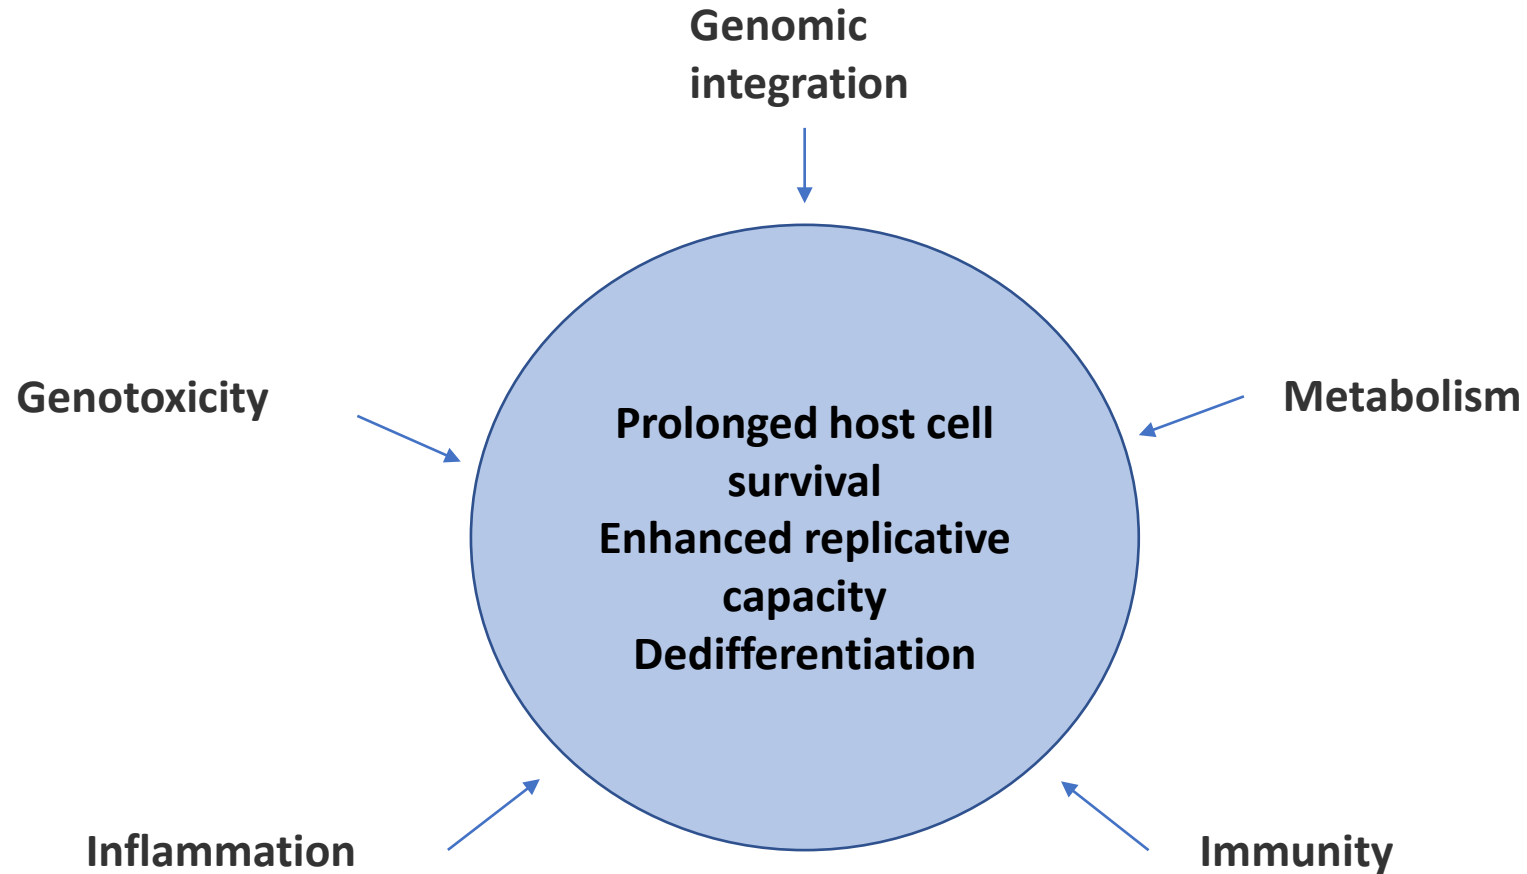 Genomic
integration
Genotoxicity
Metabolism
Prolonged host cell
survival
Enhanced replicative
capacity
Dedifferentiation
Inflammation
Immunity